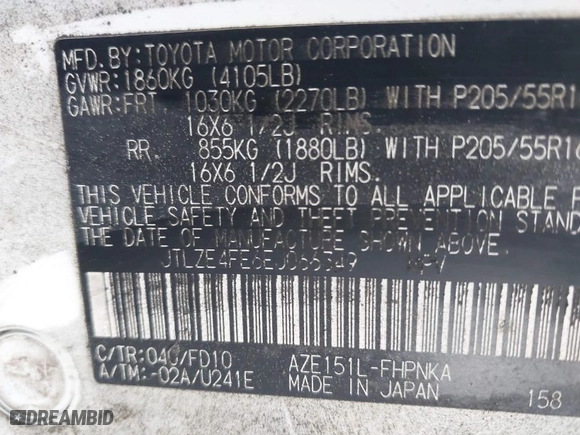 MFD.BY:TOYOTA MOTOR CORPORATION
GVWR:1860KG (4105LB)
GAWR:FRT 1030KG (2270LB) WITH P205/55R1
16X6 1/2J RIMS.
RR. 855KG (1880LB) WITH P205/55R16
16X6 1/2J RIMS.
THIS VEHICLE CONFORMS TO ALL APPLICABLE
VEHICLE SAFETY AND THEFT PREVENTION STAND
THE DATE OF MANUFACTURE SHOWN ABOVE.
C/TR:040/FD10 AZE151L-FHPNKA
A/TM:-02A/U241E MADE IN JAPAN 158
DREAMBID